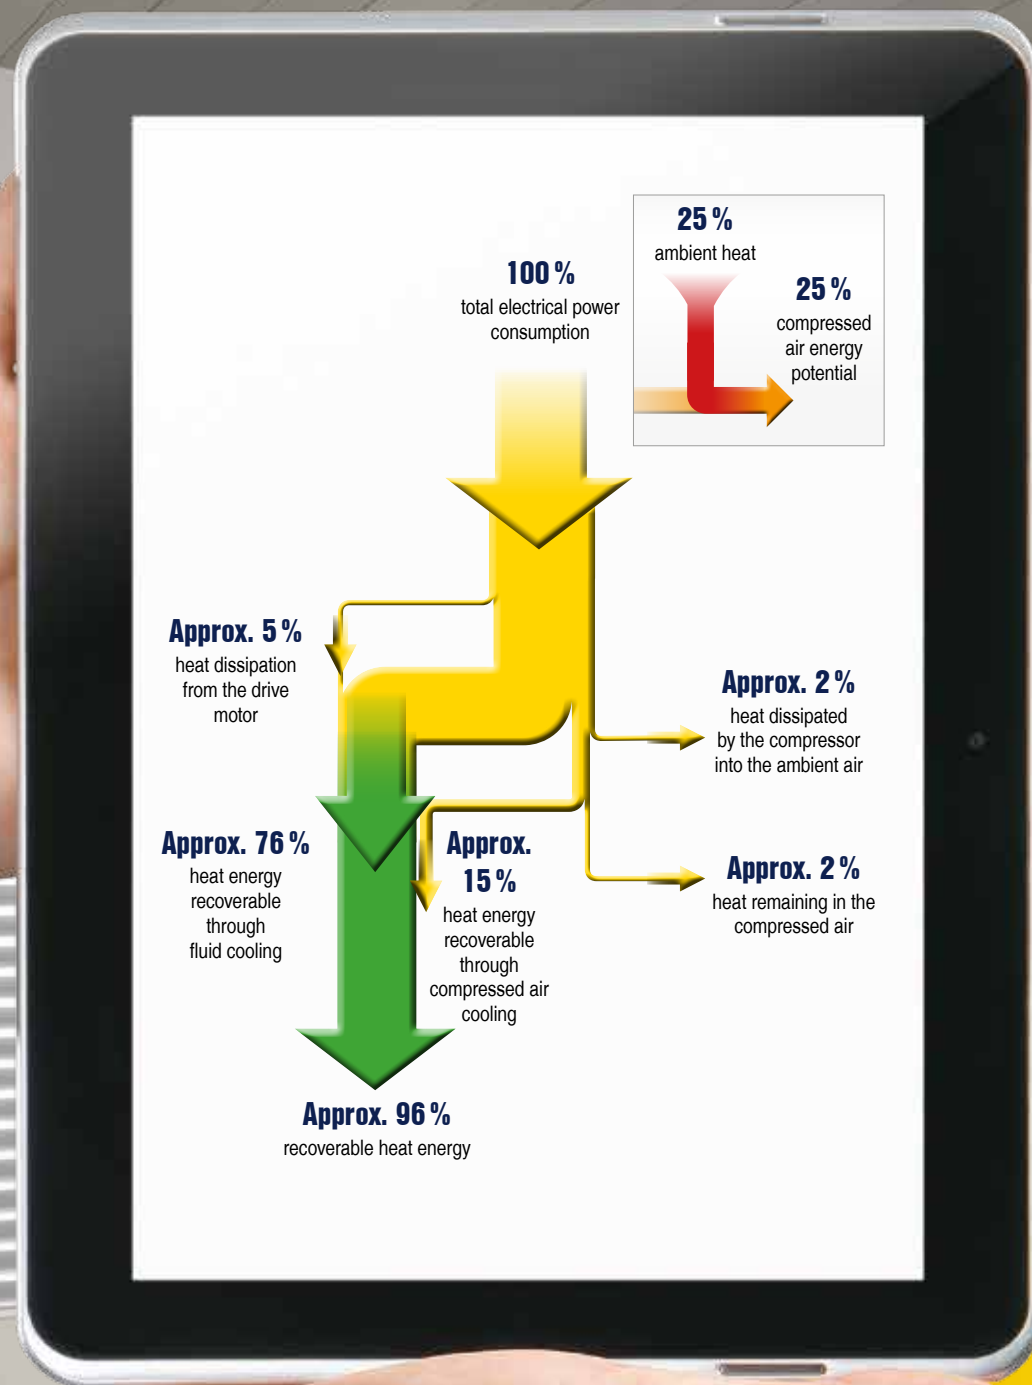 25 %
ambient heat
25 %
compressed
air energy
potential
100 %
total electrical power
consumption
Approx. 5 %
heat dissipation
from the drive
motor
Approx. 2 %
heat dissipated
by the compressor
into the ambient air
Approx. 76 %
heat energy
recoverable
through
fluid cooling
Approx.
15 %
heat energy
recoverable
through
compressed air
cooling
Approx. 2 %
heat remaining in the
compressed air
Approx. 96 %
recoverable heat energy